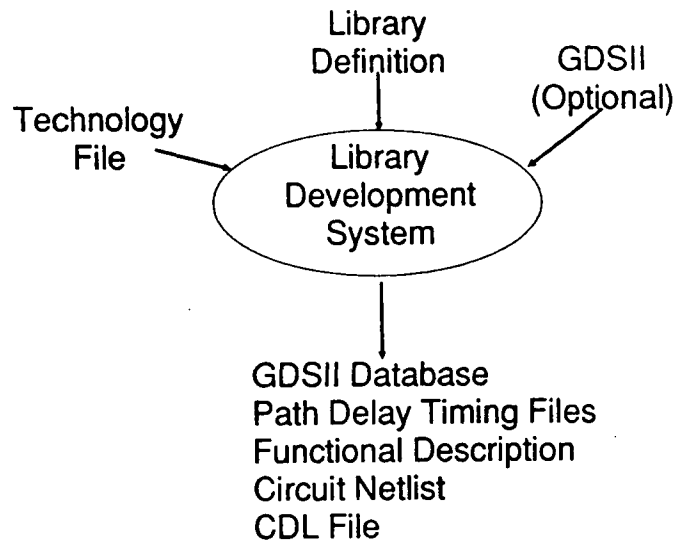 Library
Definition
GDSII
(Optional)
Technology
File
Library
Development
System
GDSII Database
Path Delay Timing Files
Functional Description
Circuit Netlist
CDL File